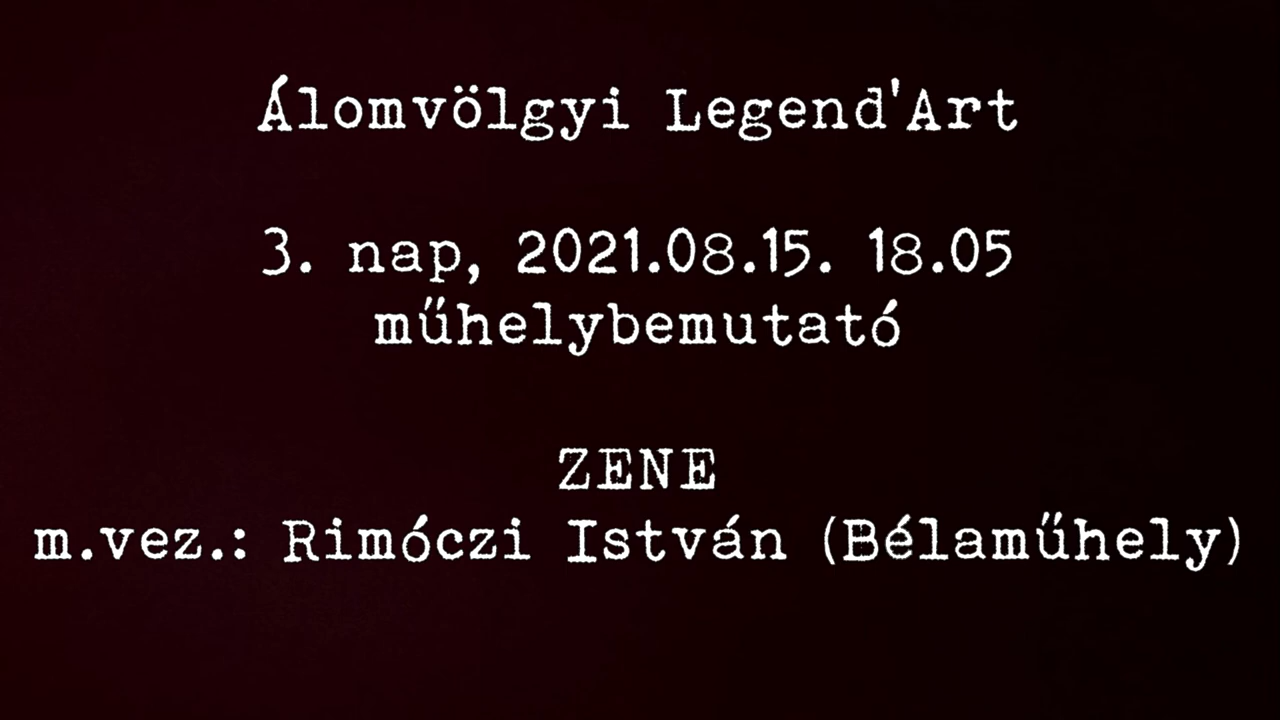 Álomvölgyi Legend'Art
3. nap, 2021.08.15. 18.05
műhelybemutató
ZENE
m.vez.: Rimóczi István (Bélaműhely)